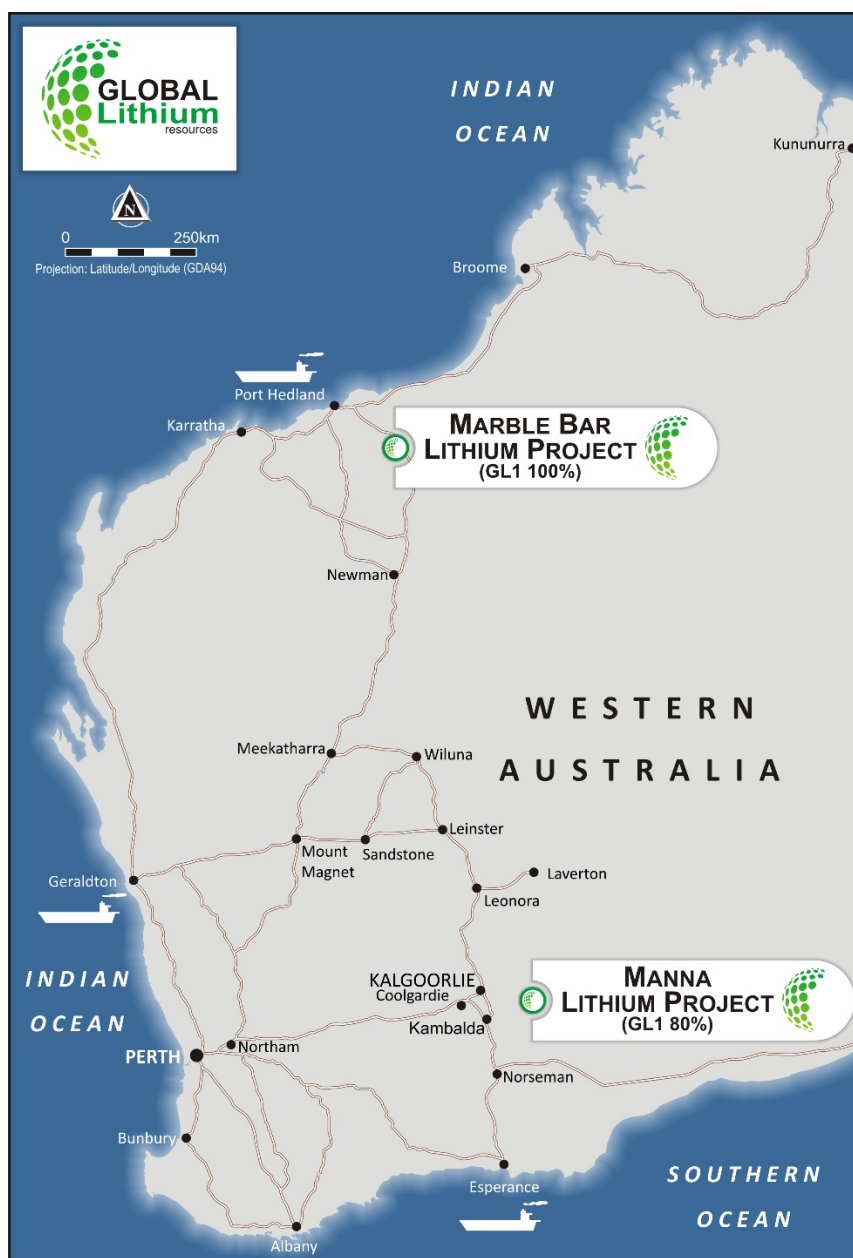 GLOBAL
Lithium
resources
INDIAN
OCEAN
Kununurra
N
0 250km
Projection: Latitude/Longitude (GDA94)
Broome
Port Hedland
Karratha
MARBLE BAR
LITHIUM PROJECT
(GL1 100%)
Newman
WESTERN
AUSTRALIA
Meekatharra
Wiluna
Leinster
Mount
Magnet
Sandstone
Laverton
Geraldton
Leonora
INDIAN
OCEAN
KALGOORLIE
Coolgardie
Kambalda
MANNA
LITHIUM PROJECT
(GL1 80%)
PERTH
Northam
Norseman
Bunbury
Esperance
SOUTHERN
OCEAN
Albany